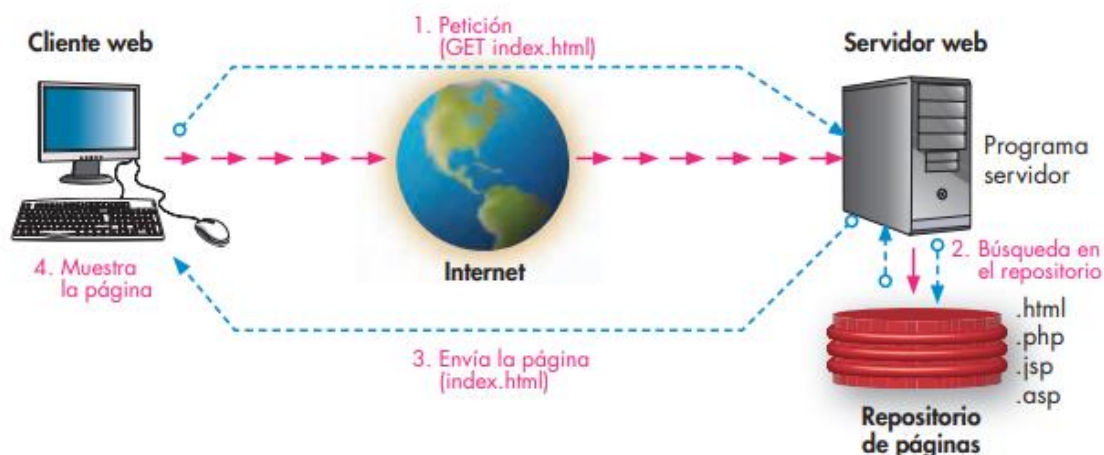 Cliente web
1. Petición
(GET index.html)
Servidor web
Programa
servidor
Internet
2. Búsqueda en
el repositorio
4. Muestra
la página
3. Envía la página
(index.html)
.html
.php
.jsp
.asp
Repositorio
de páginas